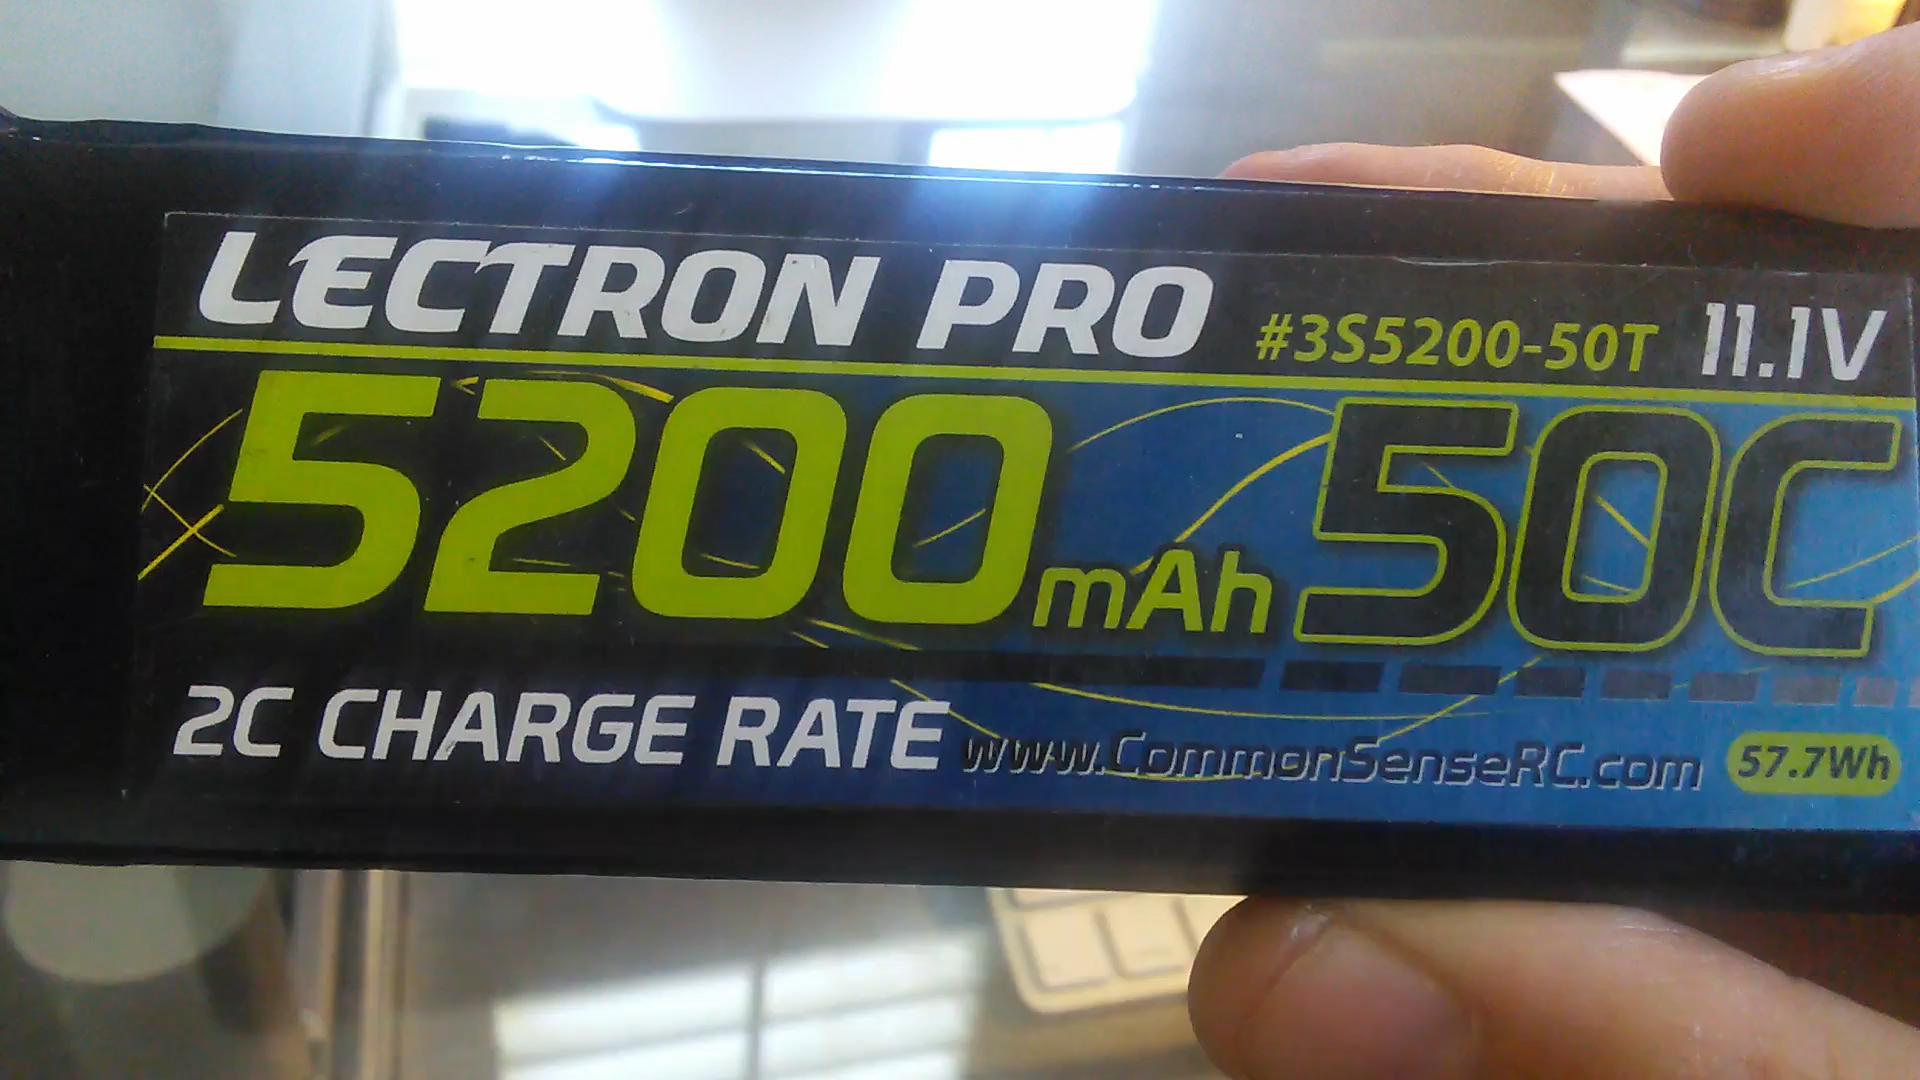 LECTRON PRO #3S5200-50T 11.1V
5200mAh 50C
2C CHARGE RATE www.CommonSenseRC.com 57.7Wh